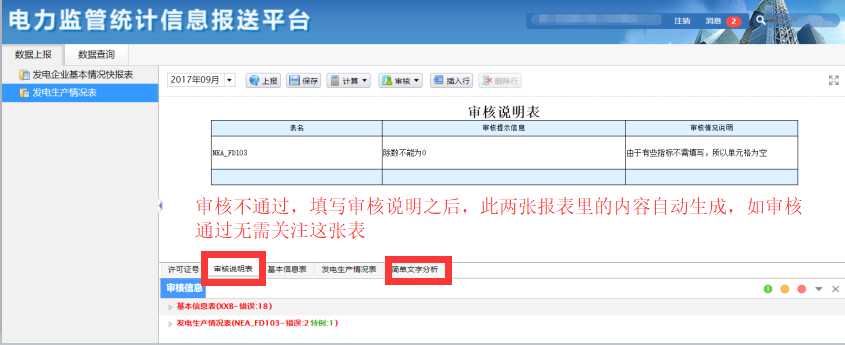 电力监管统计信息报送平台
注销 消息 2
数据上报 数据查询
发电企业基本情况快报表
发电生产情况表
2017年09月 上报 保存 计算 审核 插入行 删除行
审核说明表
表名 审核提示信息 审核情况说明
NEA_FD103 除数不能为0 由于有些指标不需填写，所以单元格为空
审核不通过，填写审核说明之后，此两张报表里的内容自动生成，如审核
通过无需关注这张表
许可证号 审核说明表 基本信息表 发电生产情况表 简单文字分析
审核信息
基本信息表(XXB-错误:18)
发电生产情况表(NEA_FD103-错误:2 特例:1)